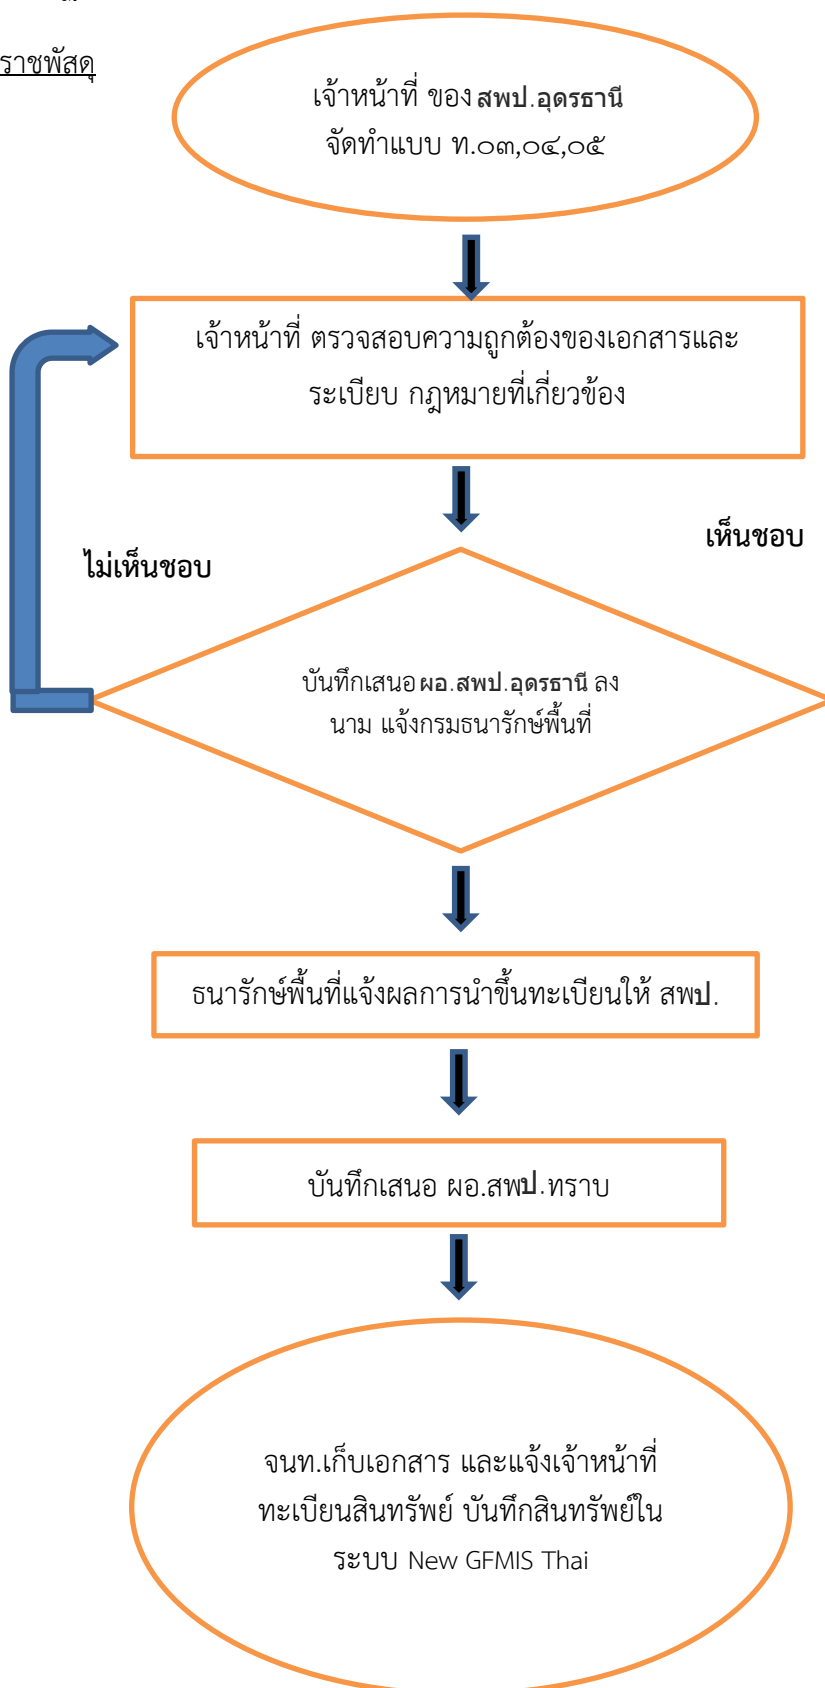 ราชพัสดุ
เจ้าหน้าที่ ของ สพป.อุดรธานี
จัดทำแบบ ท.๐๓,๐๔,๐๕
เจ้าหน้าที่ ตรวจสอบความถูกต้องของเอกสารและ
ระเบียบ กฎหมายที่เกี่ยวข้อง
เห็นชอบ
ไม่เห็นชอบ
บันทึกเสนอ ผอ.สพป.อุดรธานี ลง
นาม แจ้งกรมธนารักษ์พื้นที่
ธนารักษ์พื้นที่แจ้งผลการนำขึ้นทะเบียนให้ สพป.
บันทึกเสนอ ผอ.สพป.ทราบ
จนท.เก็บเอกสาร และแจ้งเจ้าหน้าที่
ทะเบียนสินทรัพย์ บันทึกสินทรัพย์ใน
ระบบ New GFMIS Thai